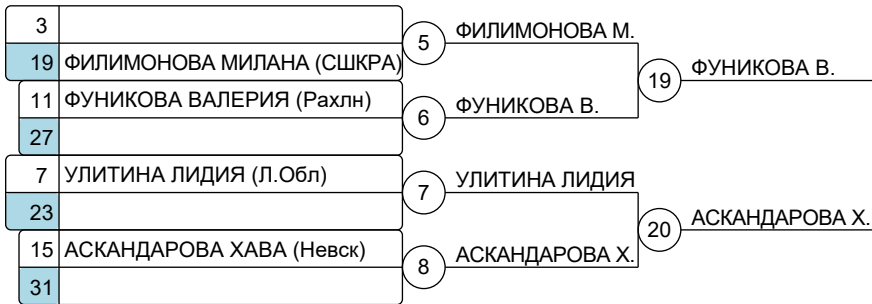 3
5 ФИЛИМОНОВА М.
19 ФИЛИМОНОВА МИЛАНА (СШКРА)
19 ФУНИКОВА В.
11 ФУНИКОВА ВАЛЕРИЯ (Рахлн)
6 ФУНИКОВА В.
27
7 УЛИТИНА ЛИДИЯ (Л.Обл)
7 УЛИТИНА ЛИДИЯ
23
20 АСКАНДАРОВА Х.
15 АСКАНДАРОВА ХАВА (Невск)
8 АСКАНДАРОВА Х.
31